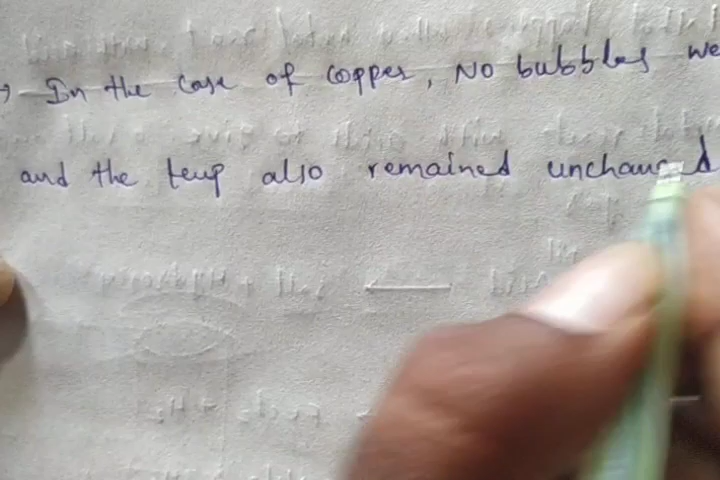 → In the case of copper, No bubbles we
and the temp also remained unchanged